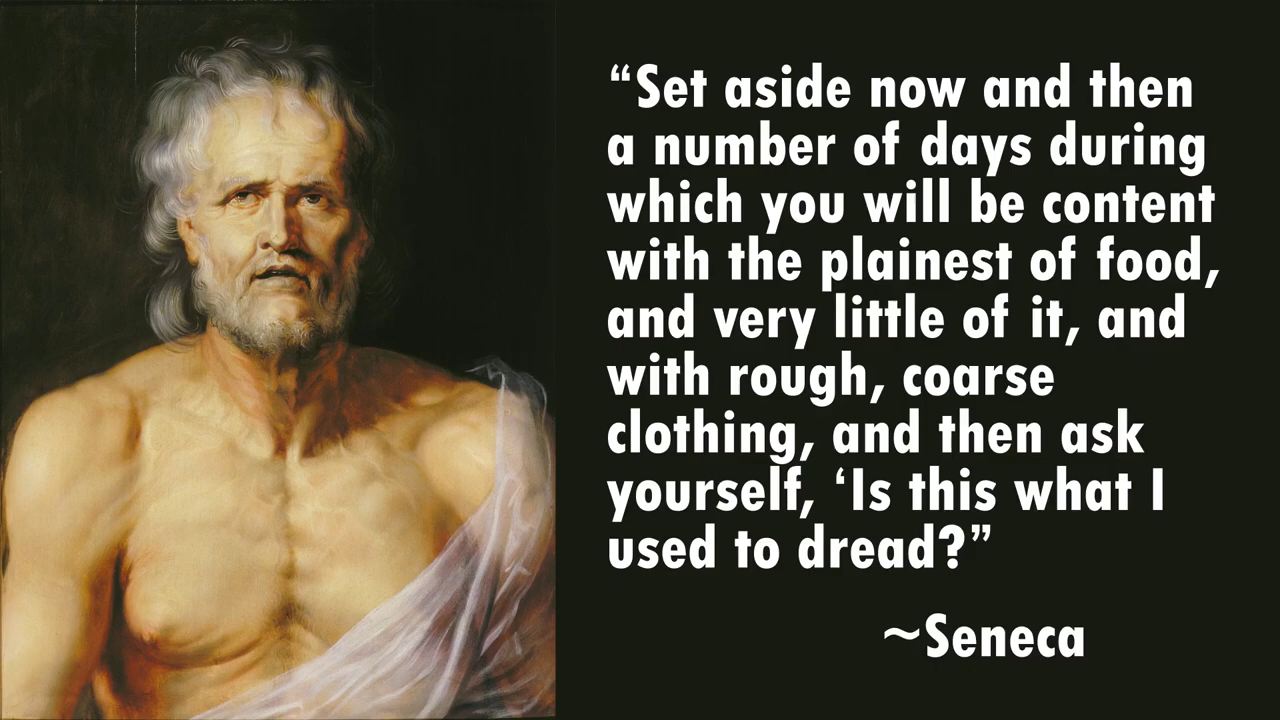 “Set aside now and then
a number of days during
which you will be content
with the plainest of food,
and very little of it, and
with rough, coarse
clothing, and then ask
yourself, ‘Is this what I
used to dread?”
~Seneca